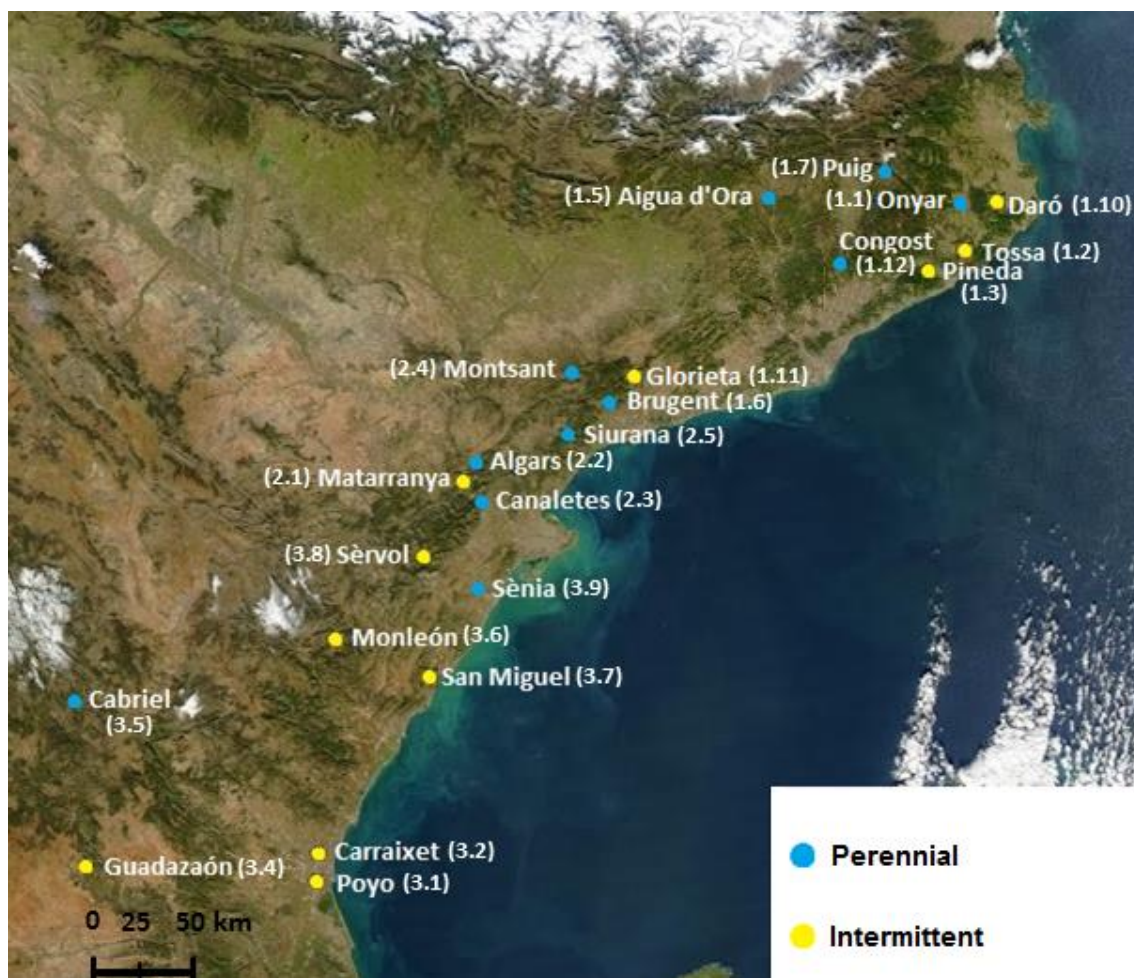 (1.7) Puig
(1.5) Aigua d'Ora
(1.1) Onyar
Daró (1.10)
Congost
(1.12)
Tossa (1.2)
Pineda
(1.3)
(2.4) Montsant
Glorieta (1.11)
Brugent (1.6)
Siurana (2.5)
Algars (2.2)
(2.1) Matarranya
Canaletes (2.3)
(3.8) Sèrvol
Sènia (3.9)
Monleón (3.6)
San Miguel (3.7)
Cabriel
(3.5)
Carraixet (3.2)
Guadazaón (3.4)
Poyo (3.1)
0 25 50 km
Perennial
Intermittent